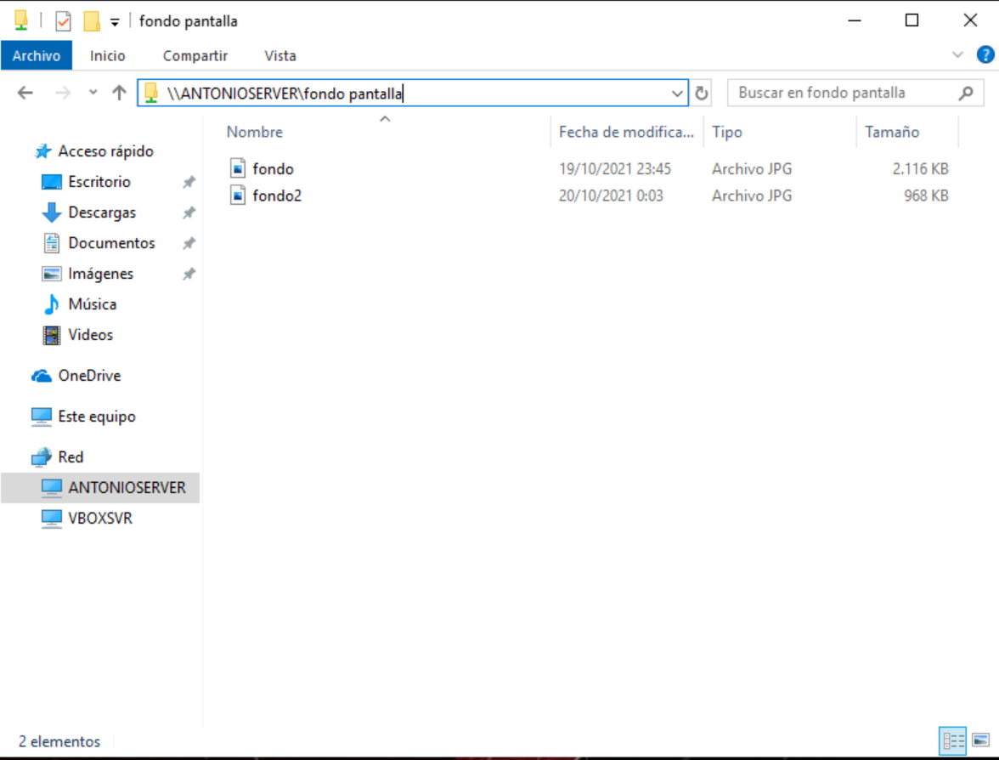 fondo pantalla
Archivo Inicio Compartir Vista
\\ANTONIOSERVER\fondo pantalla
Buscar en fondo pantalla
Nombre Fecha de modifica... Tipo Tamaño
fondo 19/10/2021 23:45 Archivo JPG 2.116 KB
fondo2 20/10/2021 0:03 Archivo JPG 968 KB
Acceso rápido
Escritorio
Descargas
Documentos
Imágenes
Música
Videos
OneDrive
Este equipo
Red
ANTONIOSERVER
VBOXSVR
2 elementos